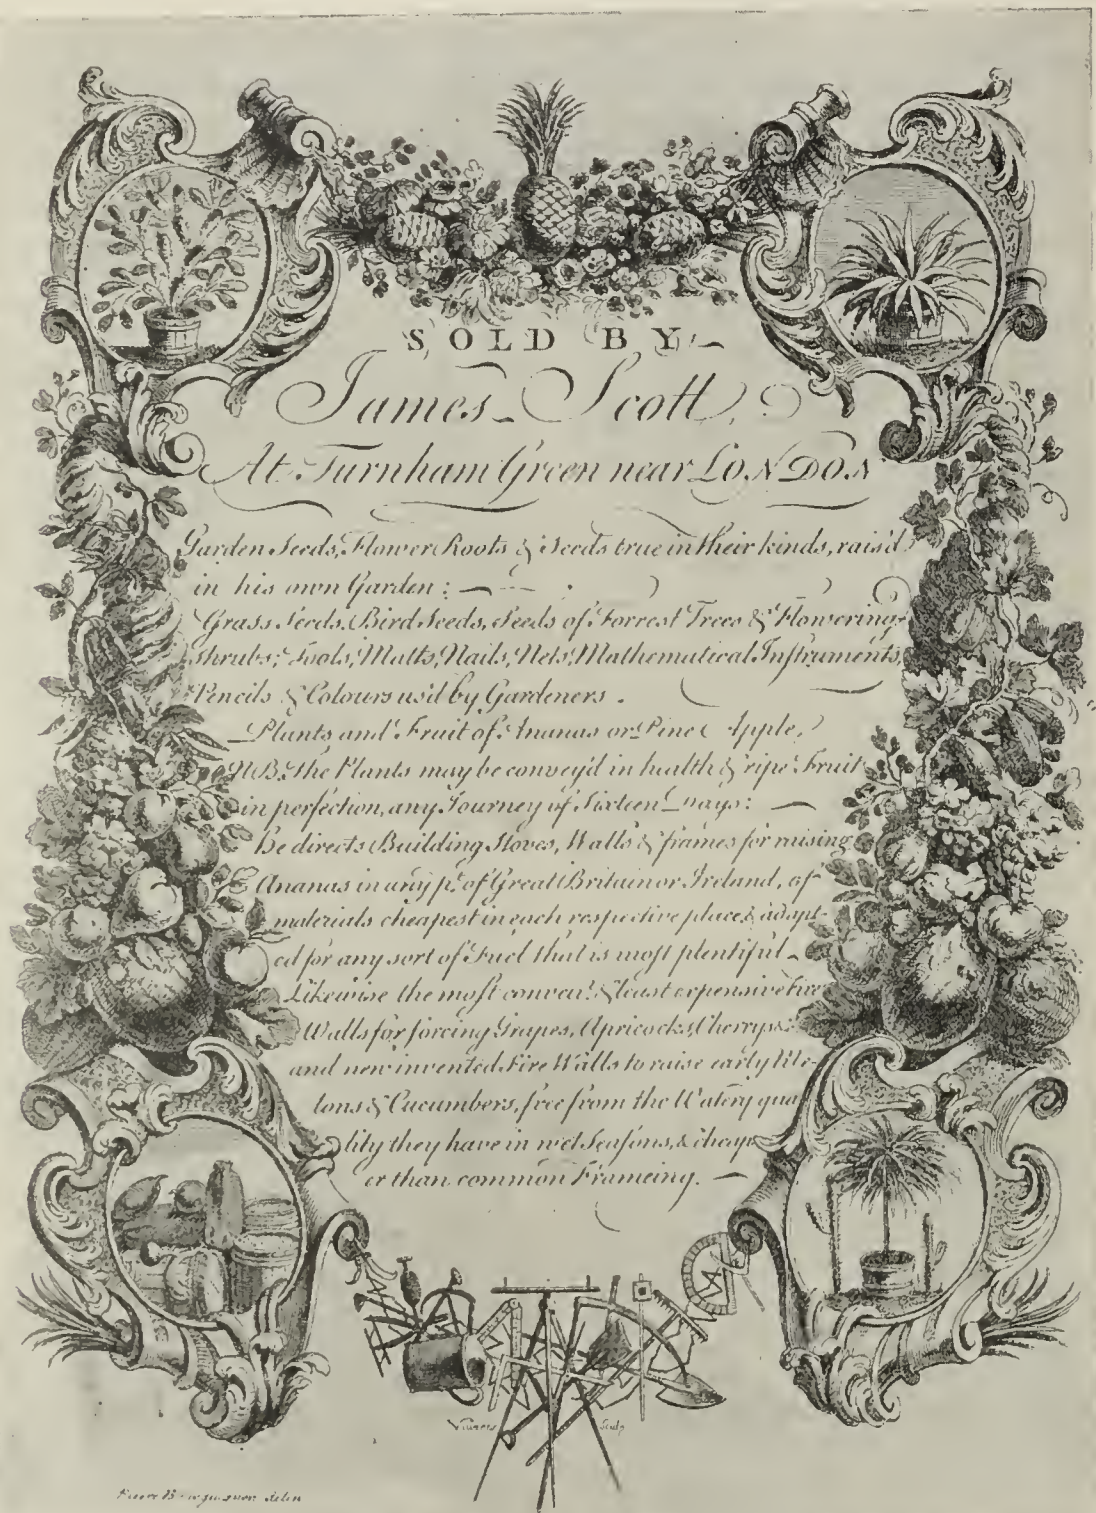 SOLD BY
James Scott,
At Turnham Green near LONDON
Garden Seeds, Flower Roots & Seeds true in their kinds, rais'd
in his own Garden:
Grass Seeds, Bird Seeds, Seeds of Forrest Trees & Flowering
Shrubs; Tools, Matts, Nails, Nets, Mathematical Instruments,
Pencils & Colours us'd by Gardeners.
Plants and Fruit of Ananas or Pine Apple,
N.B. The Plants may be convey'd in health & ripe Fruit
in perfection, any Journey of Sixteen Days:
He directs Building Stoves, Walls & frames for raising
Ananas in any pt. of Great Britain or Ireland, of
materials cheapest in each respective place & adapt-
ed for any sort of Fuel that is most plentiful
Likewise the most conven.t & least expensive Fire
Walls for forcing Grapes, Apricocks, Cherrys &c
and new invented Fire Walls to raise early Me-
lons & Cucumbers, free from the Watery qua
lity they have in wet Seasons, & cheap
er than common Frameing.
Vivares Sculp
delin